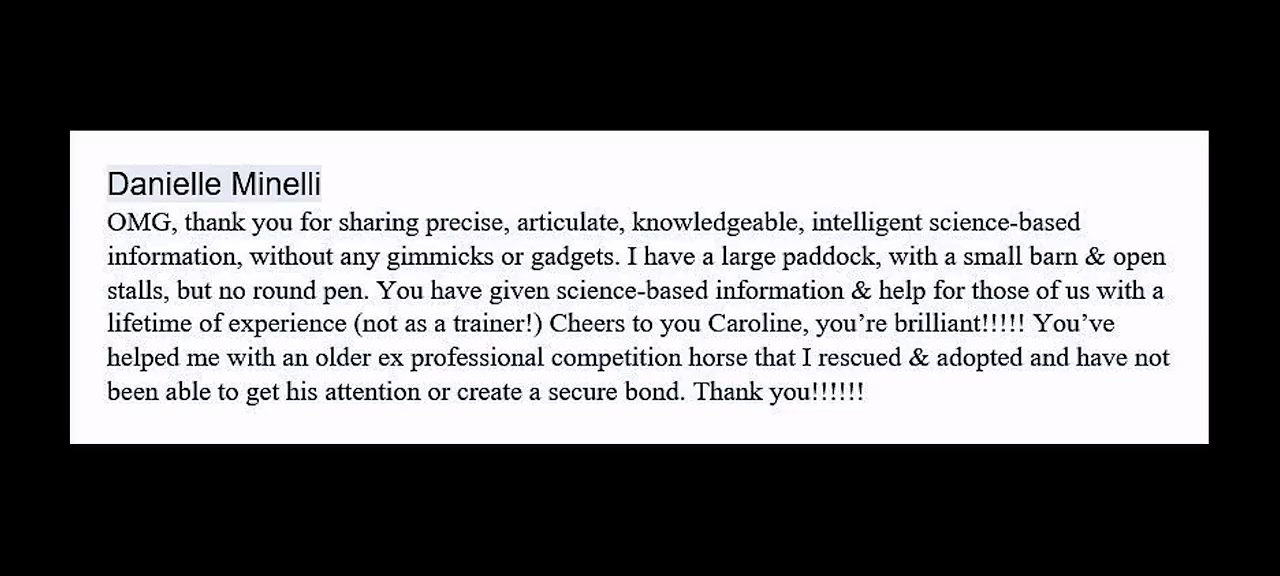 Danielle Minelli
OMG, thank you for sharing precise, articulate, knowledgeable, intelligent science-based
information, without any gimmicks or gadgets. I have a large paddock, with a small barn & open
stalls, but no round pen. You have given science-based information & help for those of us with a
lifetime of experience (not as a trainer!) Cheers to you Caroline, you’re brilliant!!!!! You’ve
helped me with an older ex professional competition horse that I rescued & adopted and have not
been able to get his attention or create a secure bond. Thank you!!!!!!